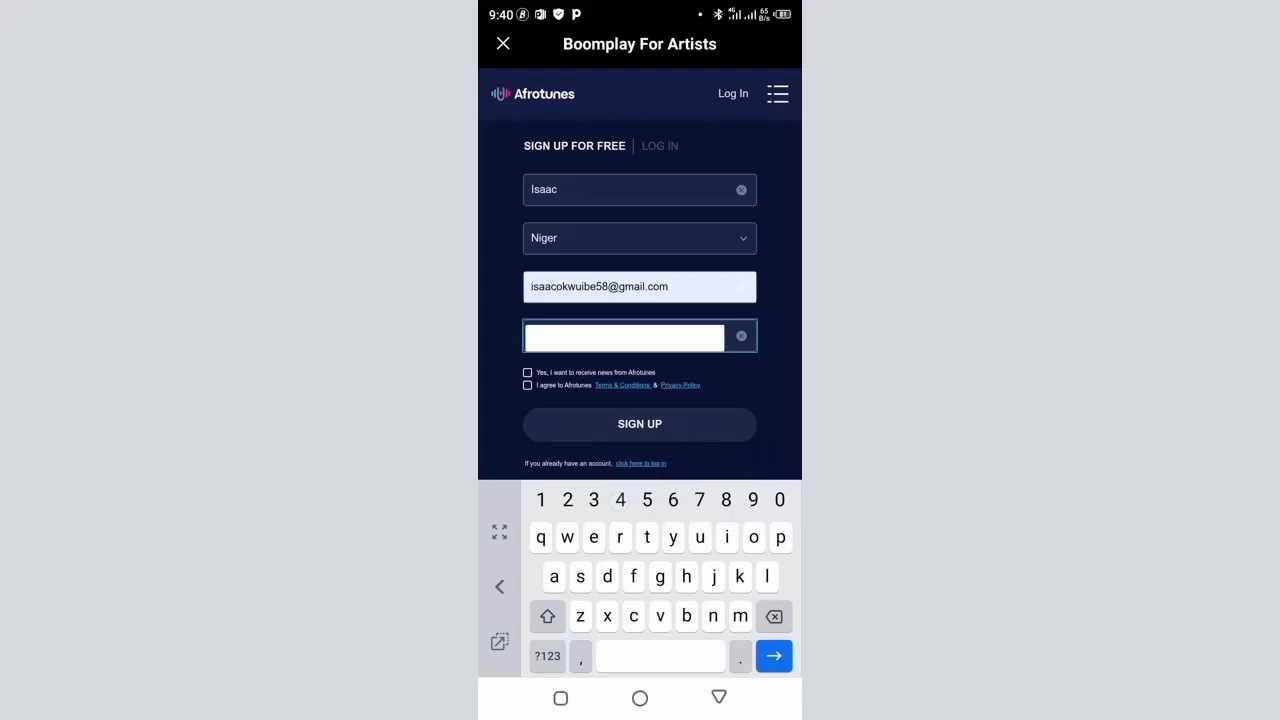 9:40
4G
65
B/s
81
Boomplay For Artists
Afrotunes
Log In
SIGN UP FOR FREE | LOG IN
Isaac
Niger
isaacokwuibe58@gmail.com
Yes, I want to receive news from Afrotunes
I agree to Afrotunes Terms & Conditions & Privacy Policy
SIGN UP
If you already have an account, click here to log in
1 2 3 4 5 6 7 8 9 0
q w e r t y u i o p
a s d f g h j k l
z x c v b n m
?123 , .